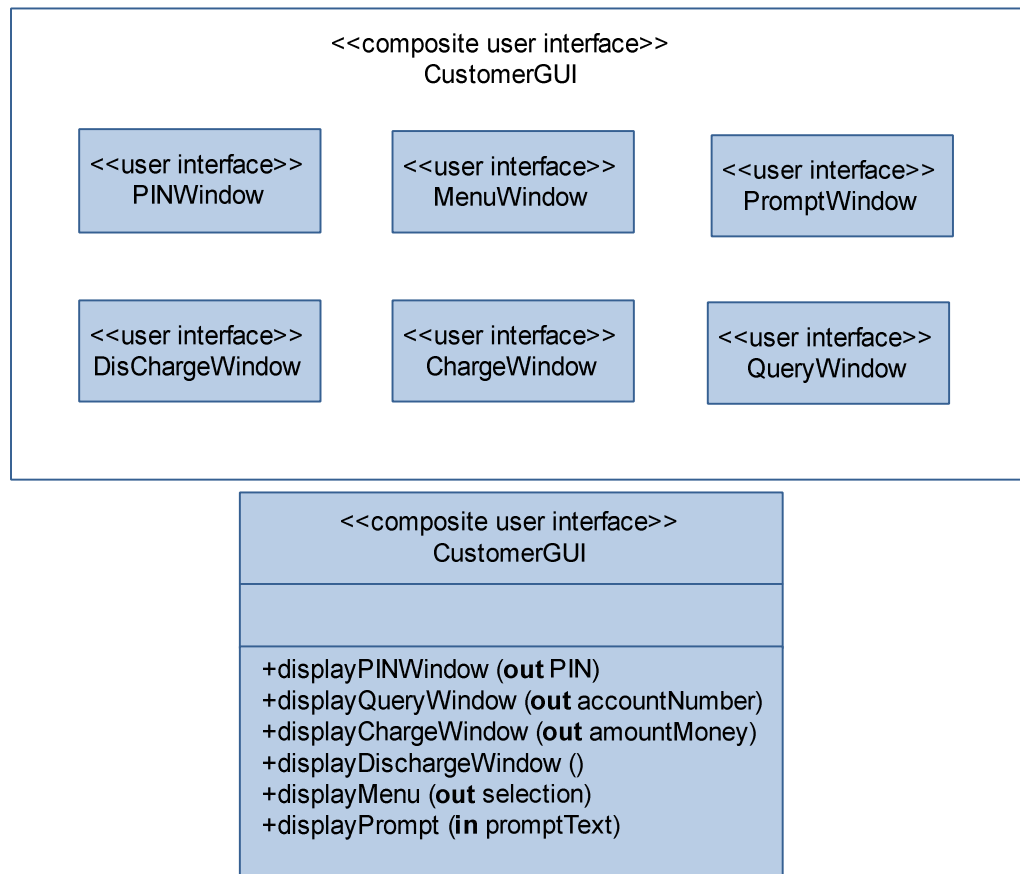 <<composite user interface>>
CustomerGUI
<<user interface>>
PINWindow
<<user interface>>
MenuWindow
<<user interface>>
PromptWindow
<<user interface>>
DisChargeWindow
<<user interface>>
ChargeWindow
<<user interface>>
QueryWindow
<<composite user interface>>
CustomerGUI
+displayPINWindow (out PIN)
+displayQueryWindow (out accountNumber)
+displayChargeWindow (out amountMoney)
+displayDischargeWindow ()
+displayMenu (out selection)
+displayPrompt (in promptText)